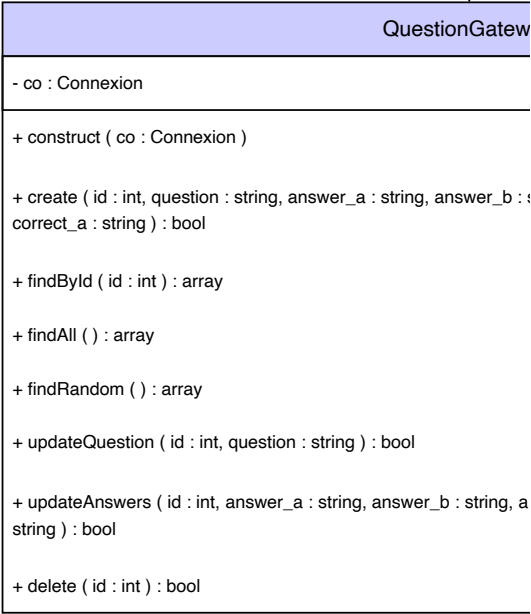 QuestionGatew
- co : Connexion
+ construct ( co : Connexion )
+ create ( id : int, question : string, answer_a : string, answer_b : s
correct_a : string ) : bool
+ findById ( id : int ) : array
+ findAll ( ) : array
+ findRandom ( ) : array
+ updateQuestion ( id : int, question : string ) : bool
+ updateAnswers ( id : int, answer_a : string, answer_b : string, a
string ) : bool
+ delete ( id : int ) : bool